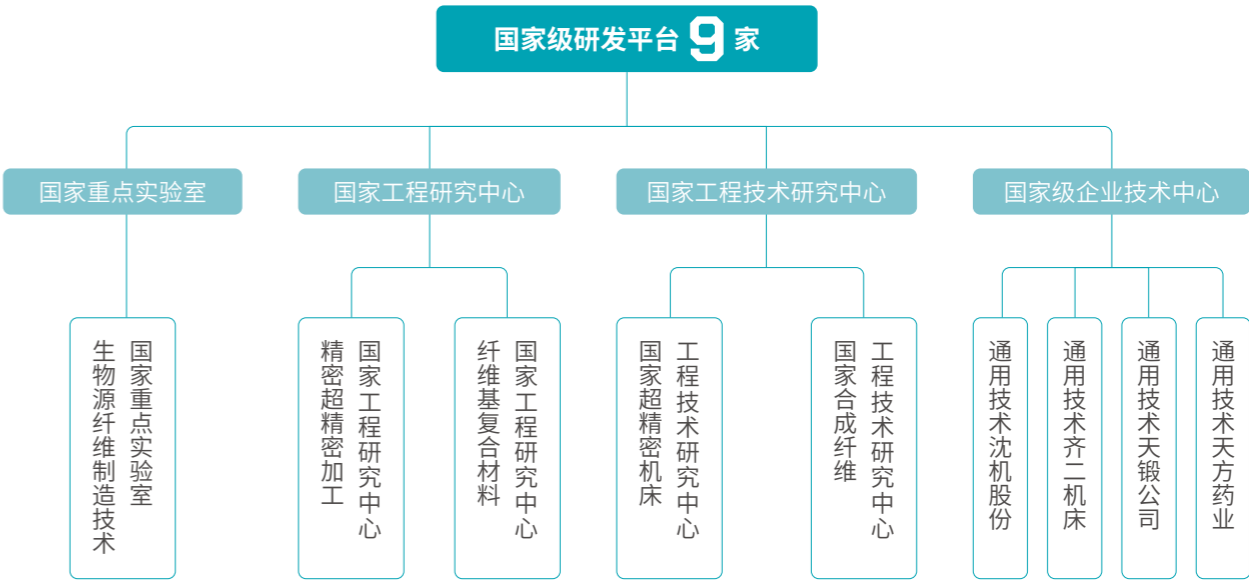 国家级研发平台 9 家
国家重点实验室
国家工程研究中心
国家工程技术研究中心
国家级企业技术中心
生物源纤维制造技术
国家重点实验室
精密超精密加工
国家工程研究中心
纤维基复合材料
国家工程研究中心
国家超精密机床
工程技术研究中心
国家合成纤维
工程技术研究中心
通用技术沈机股份
通用技术齐二机床
通用技术天锻公司
通用技术天方药业